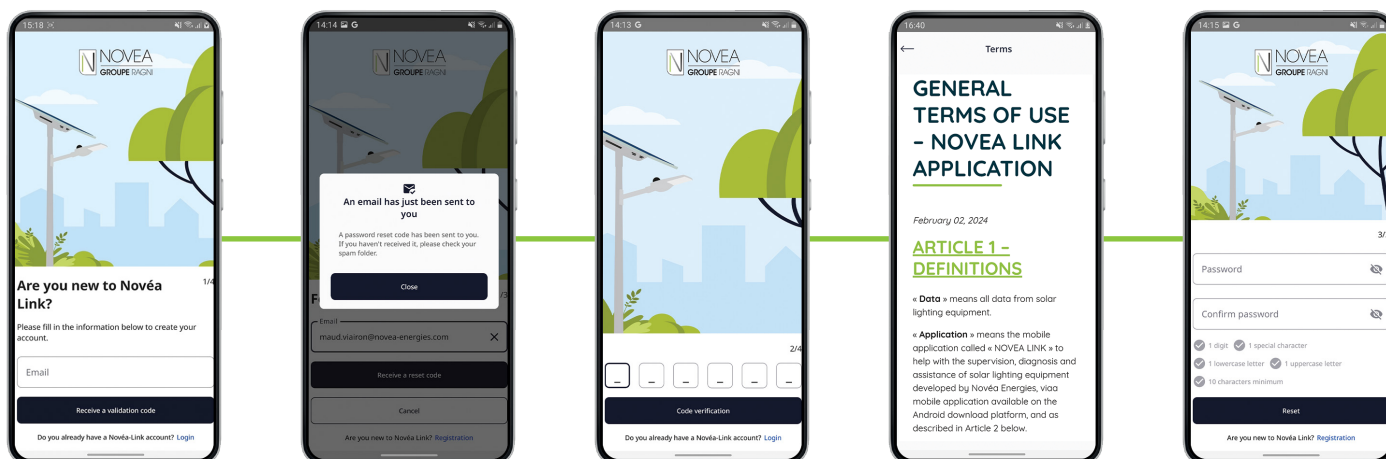 15:18
NOVEA
GROUPE RAGNI
Are you new to Novéa
Link?
1/4
Please fill in the information below to create your
account.
Email
Receive a validation code
Do you already have a Novéa-Link account? Login
14:14 G
NOVEA
GROUPE RAGNI
An email has just been sent to
you
A password reset code has been sent to you.
If you haven't received it, please check your
spam folder.
Close
F
/3
Email
maud.viairon@novea-energies.com
Receive a reset code
Cancel
Are you new to Novéa Link? Registration
14:13 G
NOVEA
GROUPE RAGNI
2/4
_ _ _ _ _ _
Code verification
Do you already have a Novéa-Link account? Login
16:40
Terms
GENERAL
TERMS OF USE
– NOVEA LINK
APPLICATION
February 02, 2024
ARTICLE 1 –
DEFINITIONS
« Data » means all data from solar
lighting equipment.
« Application » means the mobile
application called « NOVEA LINK » to
help with the supervision, diagnosis and
assistance of solar lighting equipment
developed by Novéa Energies, viaa
mobile application available on the
Android download platform, and as
described in Article 2 below.
14:15 G
NOVEA
GROUPE RAGNI
3/
Password
Confirm password
1 digit 1 special character
1 lowercase letter 1 uppercase letter
10 characters minimum
Reset
Are you new to Novéa Link? Registration